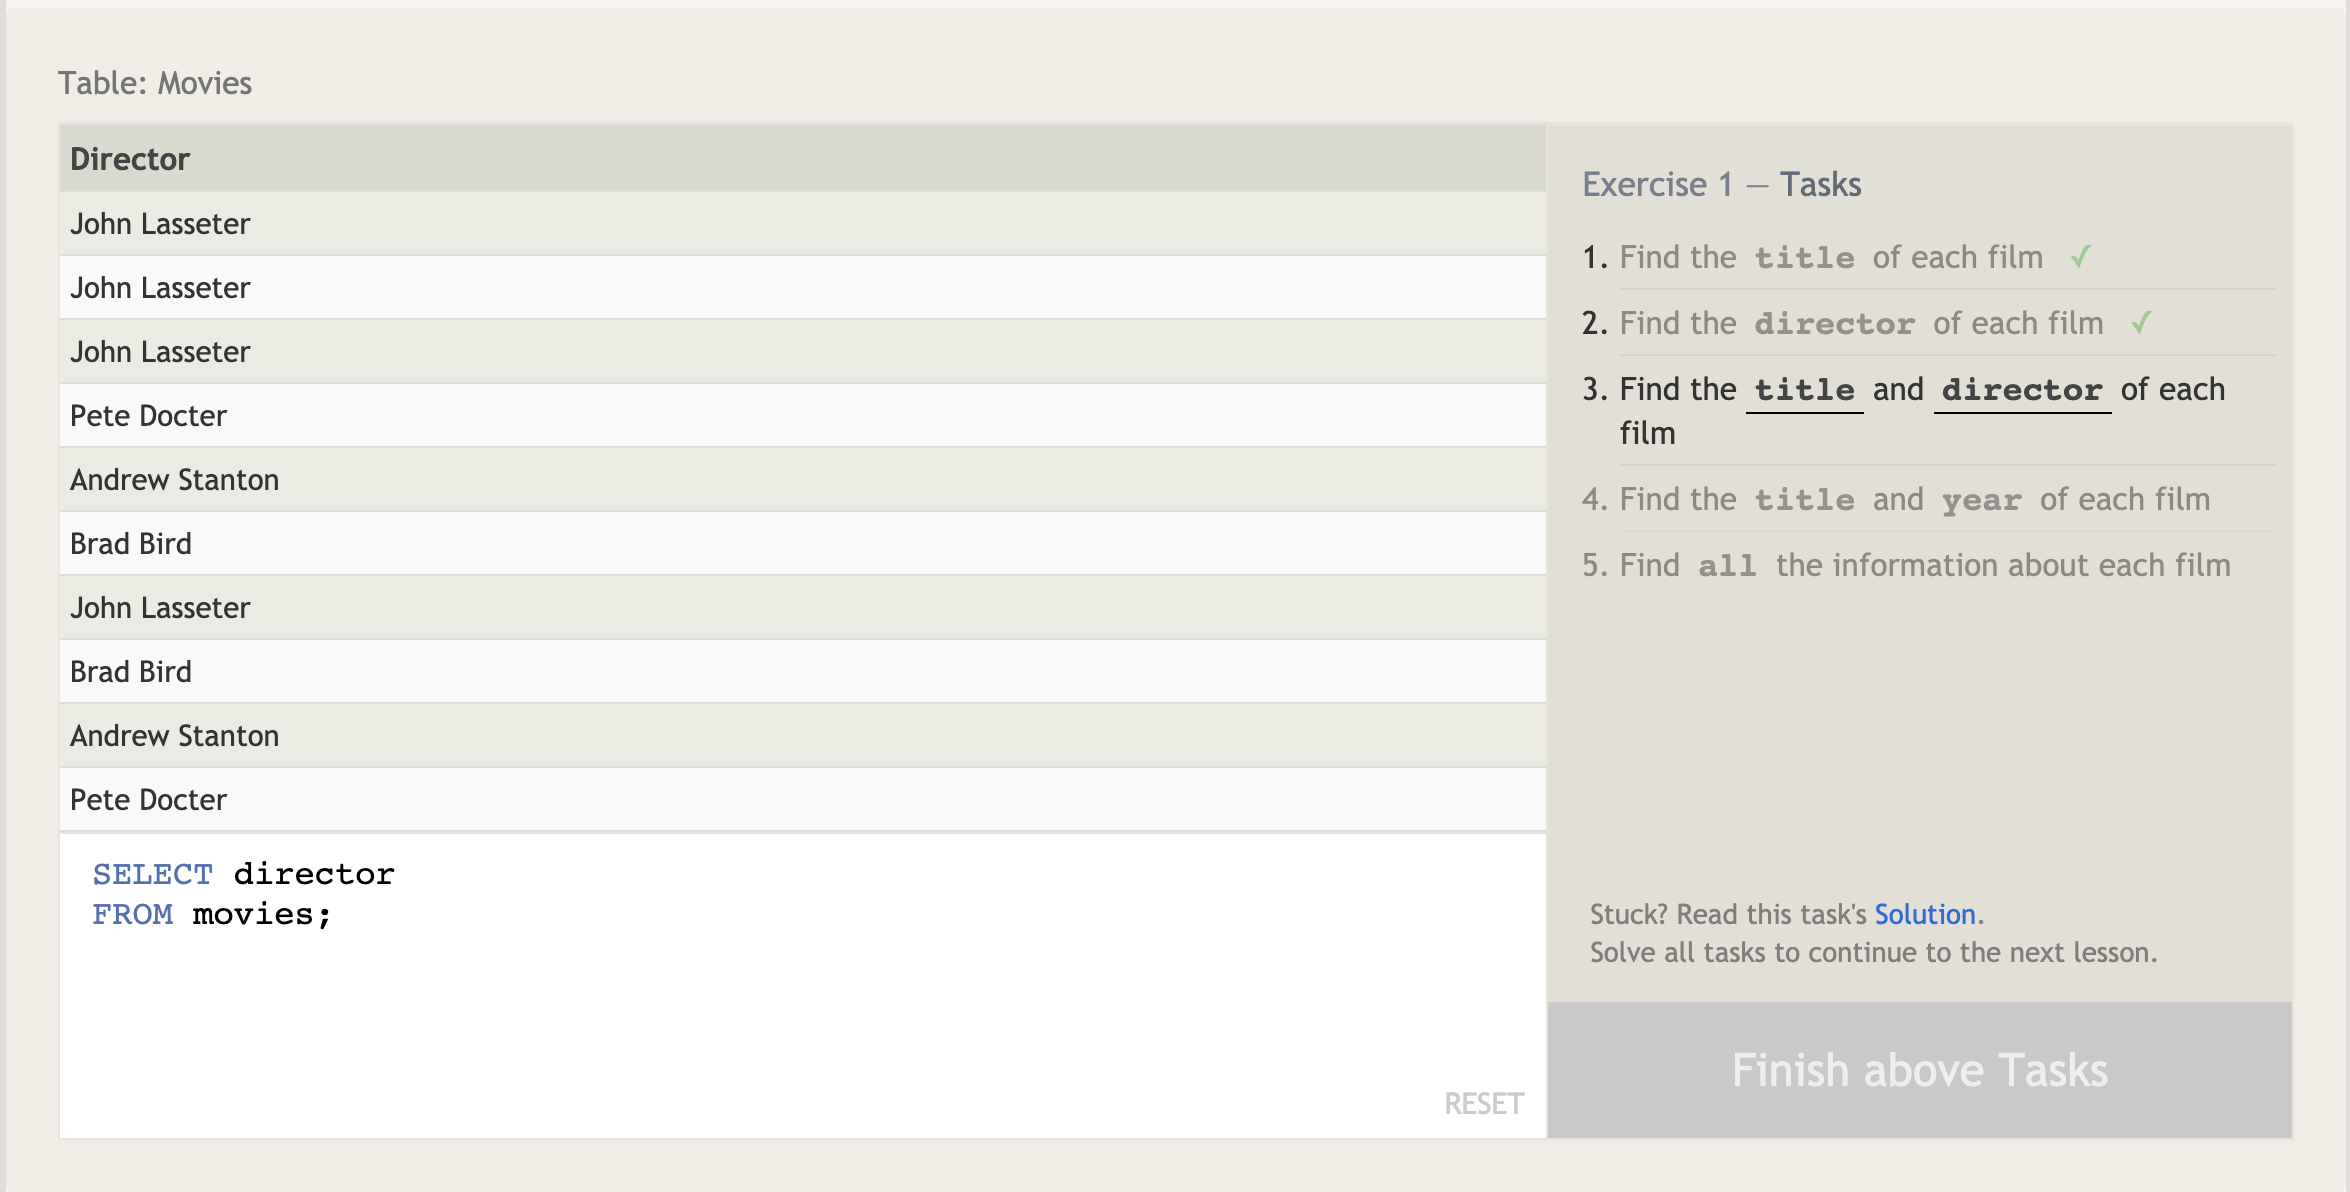 Table: Movies
Director
John Lasseter
John Lasseter
John Lasseter
Pete Docter
Andrew Stanton
Brad Bird
John Lasseter
Brad Bird
Andrew Stanton
Pete Docter
SELECT director
FROM movies;
RESET
Exercise 1 — Tasks
1. Find the title of each film ✓
2. Find the director of each film ✓
3. Find the title and director of each
film
4. Find the title and year of each film
5. Find all the information about each film
Stuck? Read this task's Solution.
Solve all tasks to continue to the next lesson.
Finish above Tasks